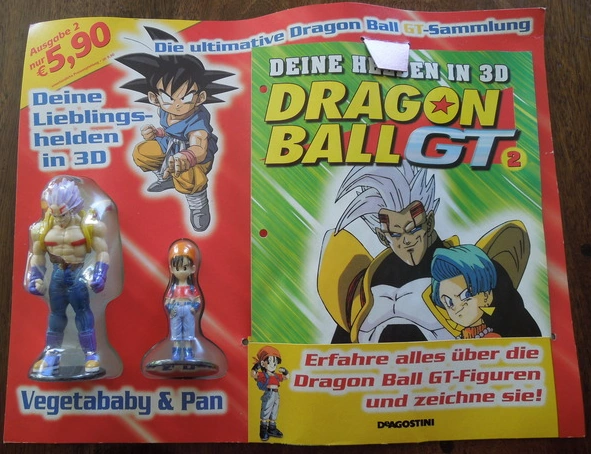 Ausgabe 2
nur
€5,90
Die ultimative Dragon Ball GT-Sammlung
Deine
Lieblings-
helden
in 3D
DEINE HELDEN IN 3D
DRAGON
BALL GT
2
Vegetababy & Pan
Erfahre alles über die
Dragon Ball GT-Figuren
und zeichne sie!
DeAGOSTINI